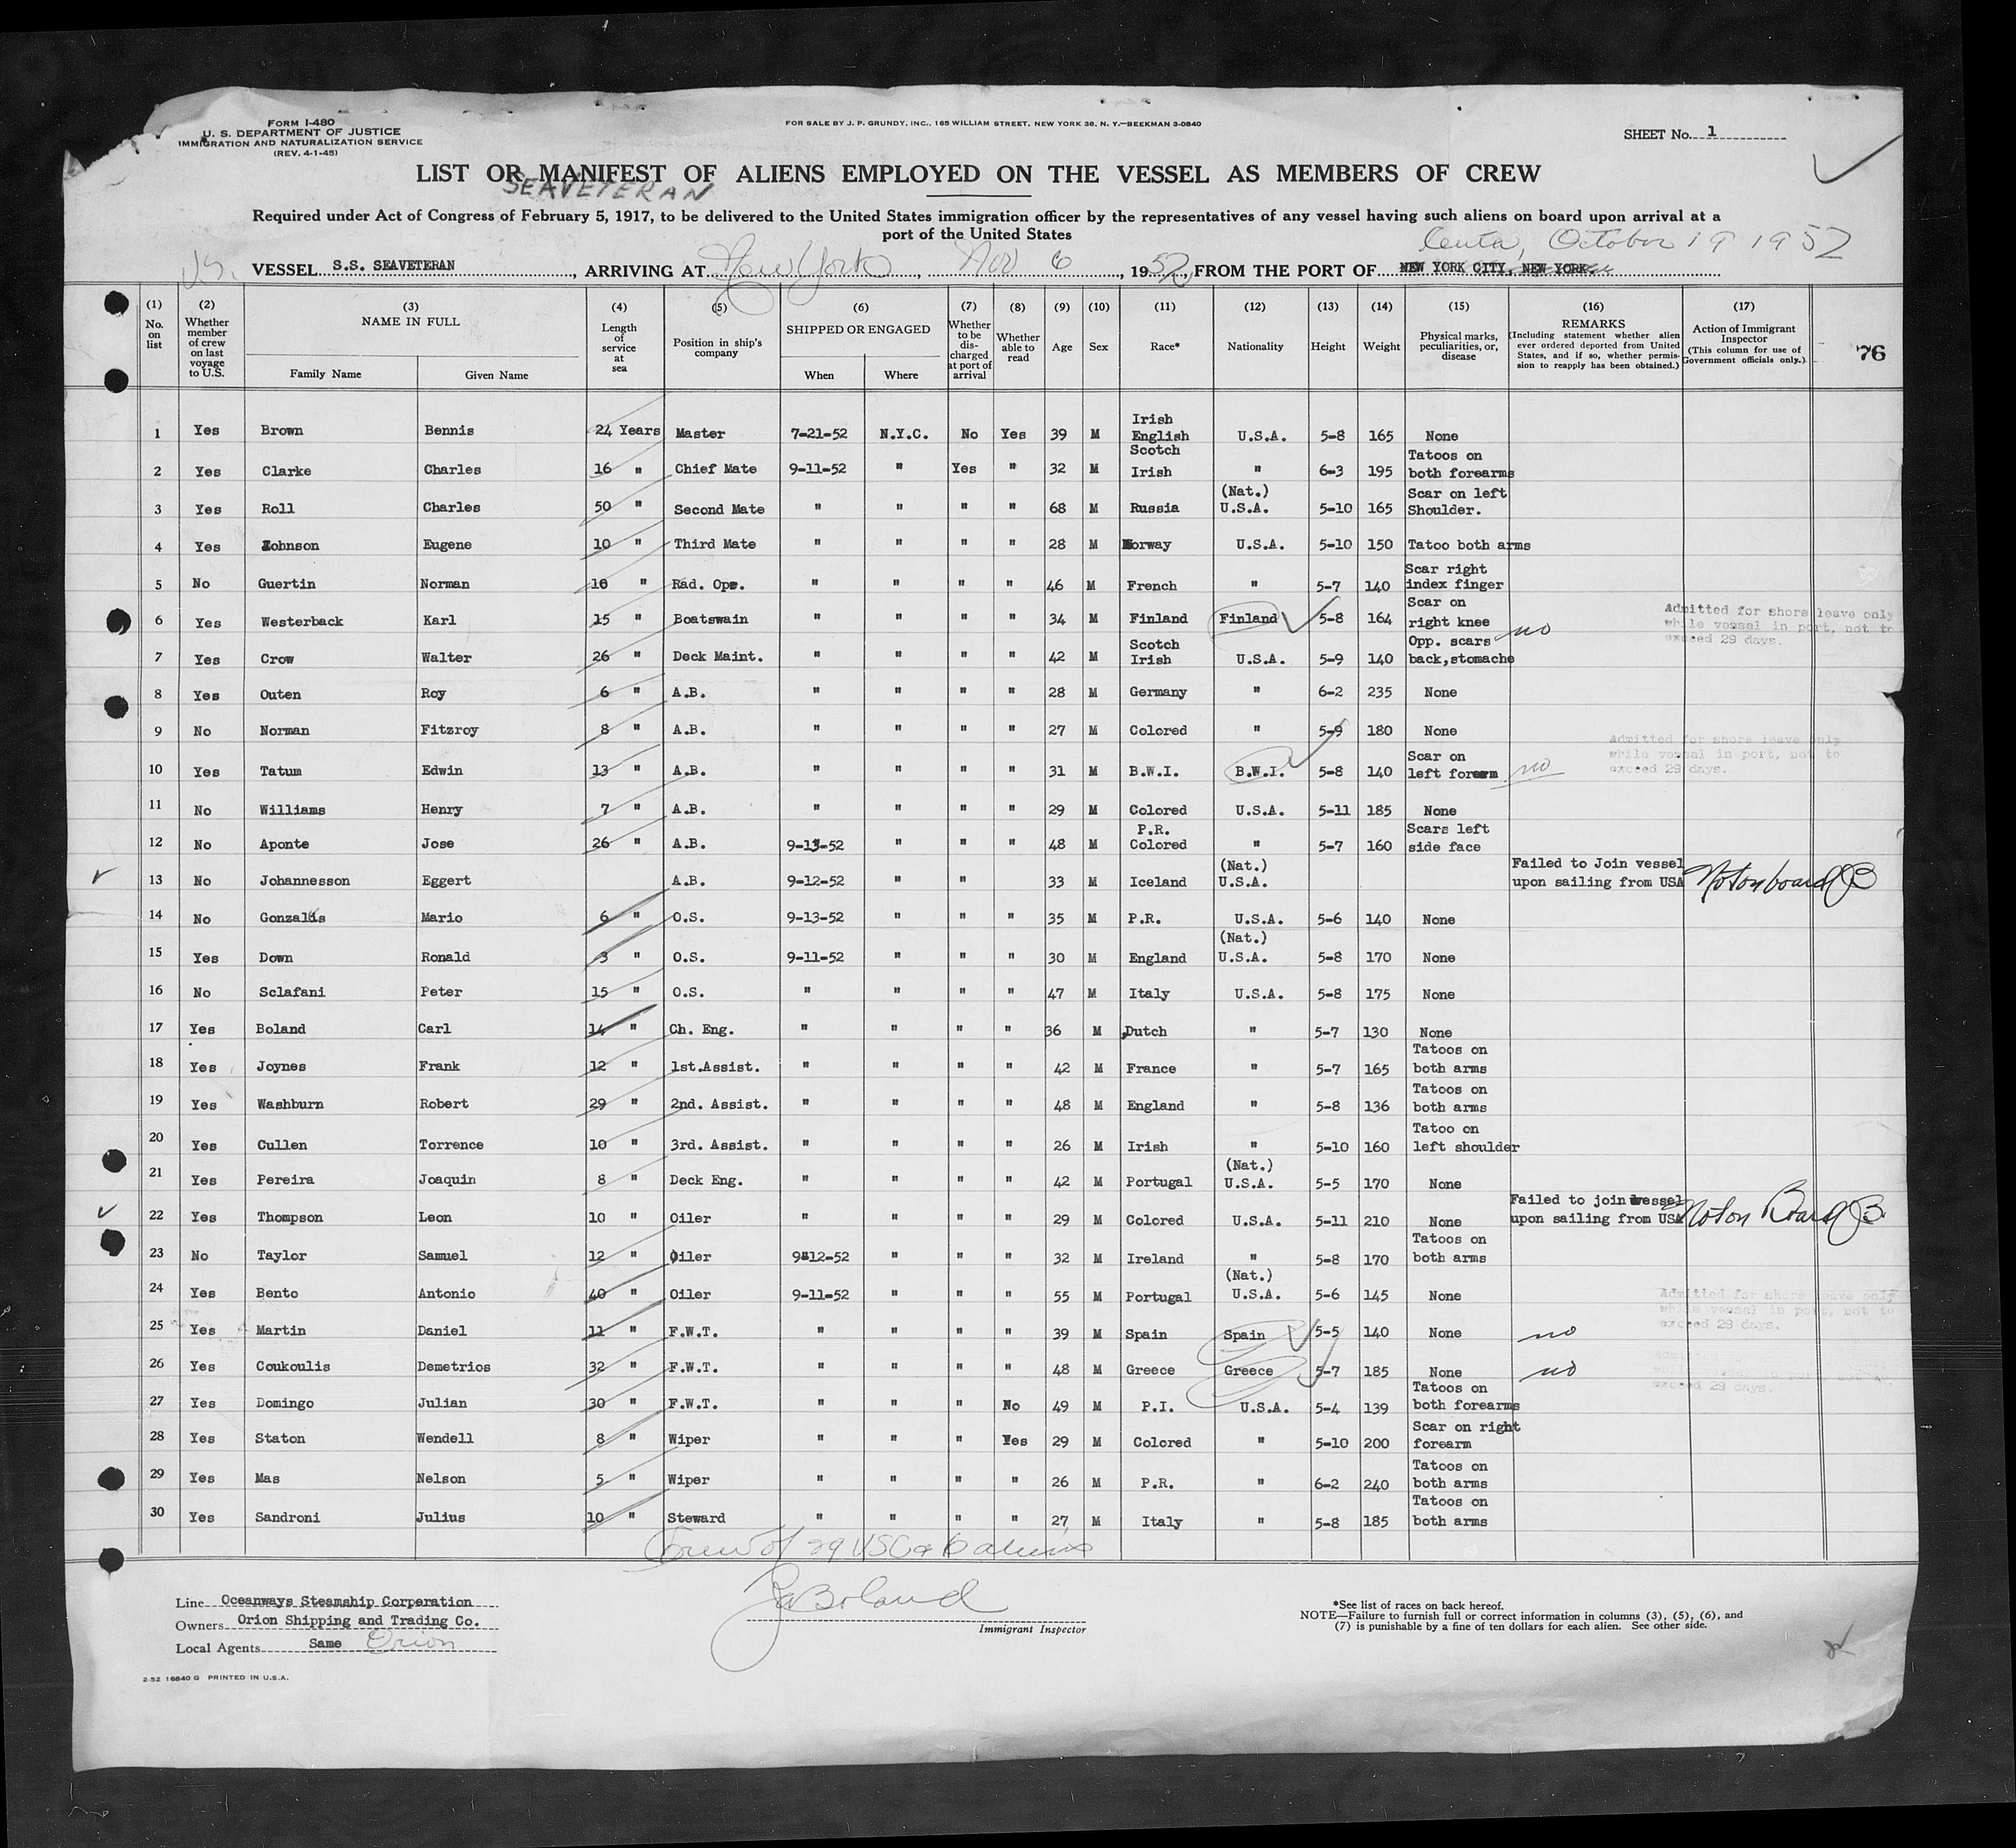 FORM I-480
U. S. DEPARTMENT OF JUSTICE
IMMIGRATION AND NATURALIZATION SERVICE
(REV. 4-1-45)
FOR SALE BY J. P. GRUNDY, INC., 165 WILLIAM STREET, NEW YORK 38, N. Y.—BEEKMAN 3-0840
SHEET No. 1
LIST OR MANIFEST OF ALIENS EMPLOYED ON THE VESSEL AS MEMBERS OF CREW
SEAVETERAN
Required under Act of Congress of February 5, 1917, to be delivered to the United States immigration officer by the representatives of any vessel having such aliens on board upon arrival at a
port of the United States
Ceuta, October 19 1952
U.S. VESSEL S.S. SEAVETERAN, ARRIVING AT New York, Nov 6, 1952, FROM THE PORT OF NEW YORK CITY, NEW YORK.
(1) No. on list (2) Whether member of crew on last voyage to U.S. (3) NAME IN FULL Family Name Given Name (4) Length of service at sea (5) Position in ship's company (6) SHIPPED OR ENGAGED When Where (7) Whether to be discharged at port of arrival (8) Whether able to read (9) Age (10) Sex (11) Race* (12) Nationality (13) Height (14) Weight (15) Physical marks, peculiarities, or, disease (16) REMARKS (Including statement whether alien ever ordered deported from United States, and if so, whether permission to reapply has been obtained.) (17) Action of Immigrant Inspector (This column for use of Government officials only.) 76
1 Yes Brown Bennis 24 Years Master 7-21-52 N.Y.C. No Yes 39 M Irish English Scotch U.S.A. 5-8 165 None
2 Yes Clarke Charles 16 " Chief Mate 9-11-52 " Yes " 32 M Irish " 6-3 195 Tatoos on both forearms
3 Yes Roll Charles 50 " Second Mate " " " " 68 M Russia (Nat.) U.S.A. 5-10 165 Scar on left Shoulder.
4 Yes Johnson Eugene 10 " Third Mate " " " " 28 M Norway U.S.A. 5-10 150 Tatoo both arms
5 No Guertin Norman 10 " Rad. Opr. " " " " 46 M French " 5-7 140 Scar right index finger
6 Yes Westerback Karl 15 " Boatswain " " " " 34 M Finland Finland 5-8 164 Scar on right knee no Admitted for shore leave only while vessel in port, not to exceed 29 days.
7 Yes Crow Walter 26 " Deck Maint. " " " " 42 M Scotch Irish U.S.A. 5-9 140 Opp. scars back,stomache
8 Yes Outen Roy 6 " A.B. " " " " 28 M Germany " 6-2 235 None
9 No Norman Fitzroy 8 " A.B. " " " " 27 M Colored " 5-9 180 None
10 Yes Tatum Edwin 13 " A.B. " " " " 31 M B.W.I. B.W.I. 5-8 140 Scar on left forearm no Admitted for shore leave only while vessel in port, not to exceed 29 days.
11 No Williams Henry 7 " A.B. " " " " 29 M Colored U.S.A. 5-11 185 None
12 No Aponte Jose 26 " A.B. 9-13-52 " " " 48 M P.R. Colored " 5-7 160 Scars left side face
13 No Johannesson Eggert A.B. 9-12-52 " " 33 M Iceland (Nat.) U.S.A. Failed to Join vessel upon sailing from USA Not on board JB
14 No Gonzalis Mario 6 " O.S. 9-13-52 " " " 35 M P.R. U.S.A. 5-6 140 None
15 Yes Down Ronald 3 " O.S. 9-11-52 " " " 30 M England (Nat.) U.S.A. 5-8 170 None
16 No Sclafani Peter 15 " O.S. " " " " 47 M Italy U.S.A. 5-8 175 None
17 Yes Boland Carl 14 " Ch. Eng. " " " " 36 M Dutch " 5-7 130 None
18 Yes Joynes Frank 12 " 1st.Assist. " " " " 42 M France " 5-7 165 Tatoos on both arms
19 Yes Washburn Robert 29 " 2nd. Assist. " " " " 48 M England " 5-8 136 Tatoos on both arms
20 Yes Cullen Torrence 10 " 3rd. Assist. " " " " 26 M Irish " 5-10 160 Tatoo on left shoulder
21 Yes Pereira Joaquin 8 " Deck Eng. " " " " 42 M Portugal (Nat.) U.S.A. 5-5 170 None
22 Yes Thompson Leon 10 " Oiler " " " " 29 M Colored U.S.A. 5-11 210 None Failed to join vessel upon sailing from USA Not on Board JB
23 No Taylor Samuel 12 " Oiler 9-12-52 " " " 32 M Ireland " 5-8 170 Tatoos on both arms
24 Yes Bento Antonio 40 " Oiler 9-11-52 " " " 55 M Portugal (Nat.) U.S.A. 5-6 145 None
25 Yes Martin Daniel 11 " F.W.T. " " " " 39 M Spain Spain 5-5 140 None no Admitted for shore leave only while vessel in port, not to exceed 29 days.
26 Yes Coukoulis Demetrios 32 " F.W.T. " " " " 48 M Greece Greece 5-7 185 None no exceed 29 days.
27 Yes Domingo Julian 30 " F.W.T. " " " No 49 M P.I. U.S.A. 5-4 139 Tatoos on both forearms
28 Yes Staton Wendell 8 " Wiper " " " Yes 29 M Colored " 5-10 200 Scar on right forearm
29 Yes Mas Nelson 5 " Wiper " " " " 26 M P.R. " 6-2 240 Tatoos on both arms
30 Yes Sandroni Julius 10 " Steward " " " " 27 M Italy " 5-8 185 Tatoos on both arms
Crew of 29 USC & 6 aliens
Line Oceanways Steamship Corporation
Owners Orion Shipping and Trading Co.
Local Agents Same Orion
Boland
Immigrant Inspector
*See list of races on back hereof.
NOTE—Failure to furnish full or correct information in columns (3), (5), (6), and
(7) is punishable by a fine of ten dollars for each alien. See other side.
2-52 16840 G PRINTED IN U.S.A.